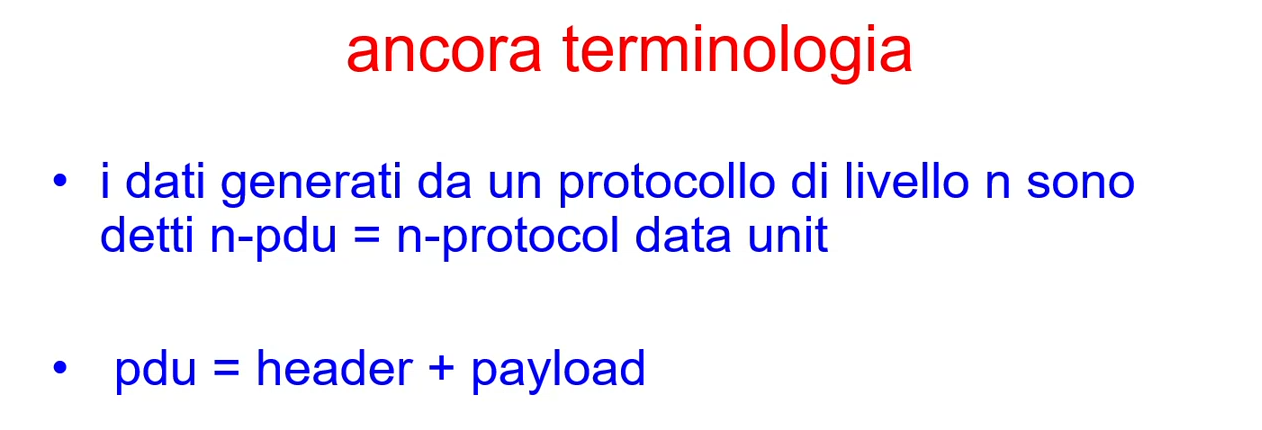 ancora terminologia
• i dati generati da un protocollo di livello n sono
detti n-pdu = n-protocol data unit
• pdu = header + payload